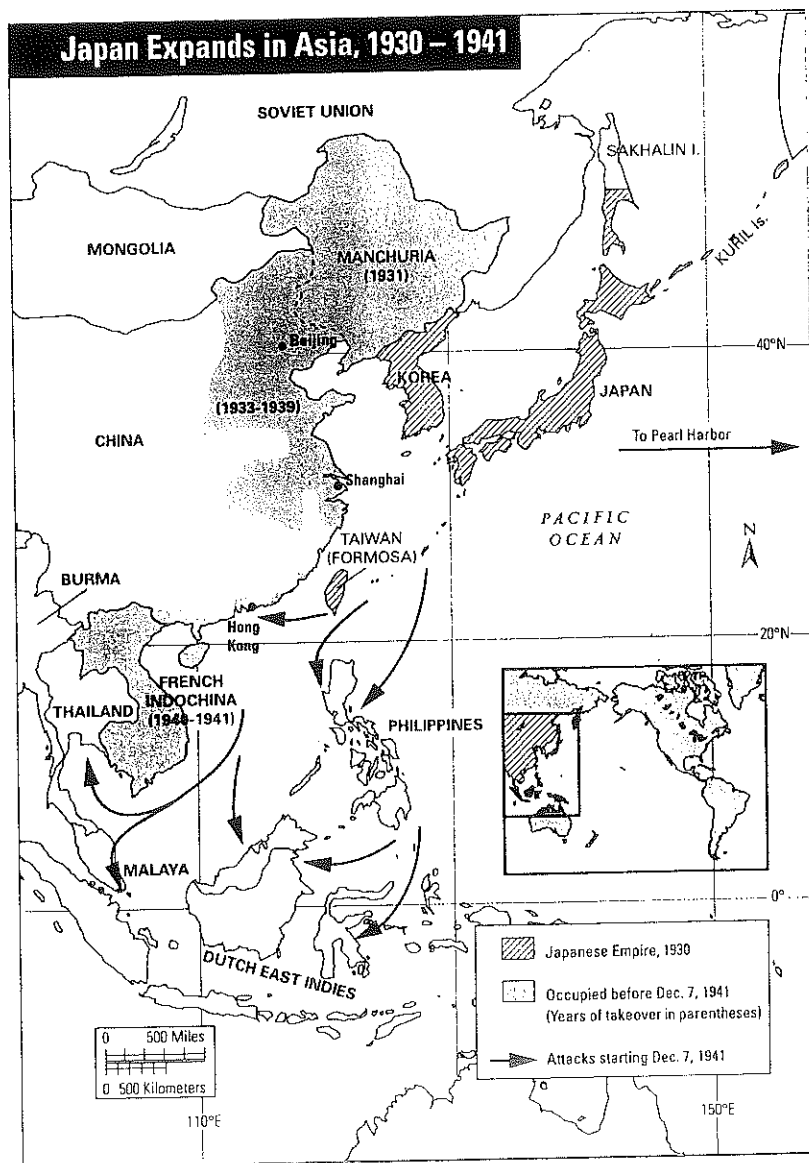 Japan Expands in Asia, 1930 – 1941
SOVIET UNION
SAKHALIN I.
KURIL Is.
MONGOLIA
MANCHURIA
(1931)
Beijing
40°N
KOREA
JAPAN
(1933-1939)
CHINA
To Pearl Harbor
Shanghai
PACIFIC
OCEAN
N
TAIWAN
(FORMOSA)
BURMA
Hong
Kong
20°N
FRENCH
INDOCHINA
(1940-1941)
THAILAND
PHILIPPINES
MALAYA
0°
DUTCH EAST INDIES
Japanese Empire, 1930
Occupied before Dec. 7, 1941
(Years of takeover in parentheses)
Attacks starting Dec. 7, 1941
0 500 Miles
0 500 Kilometers
110°E
150°E